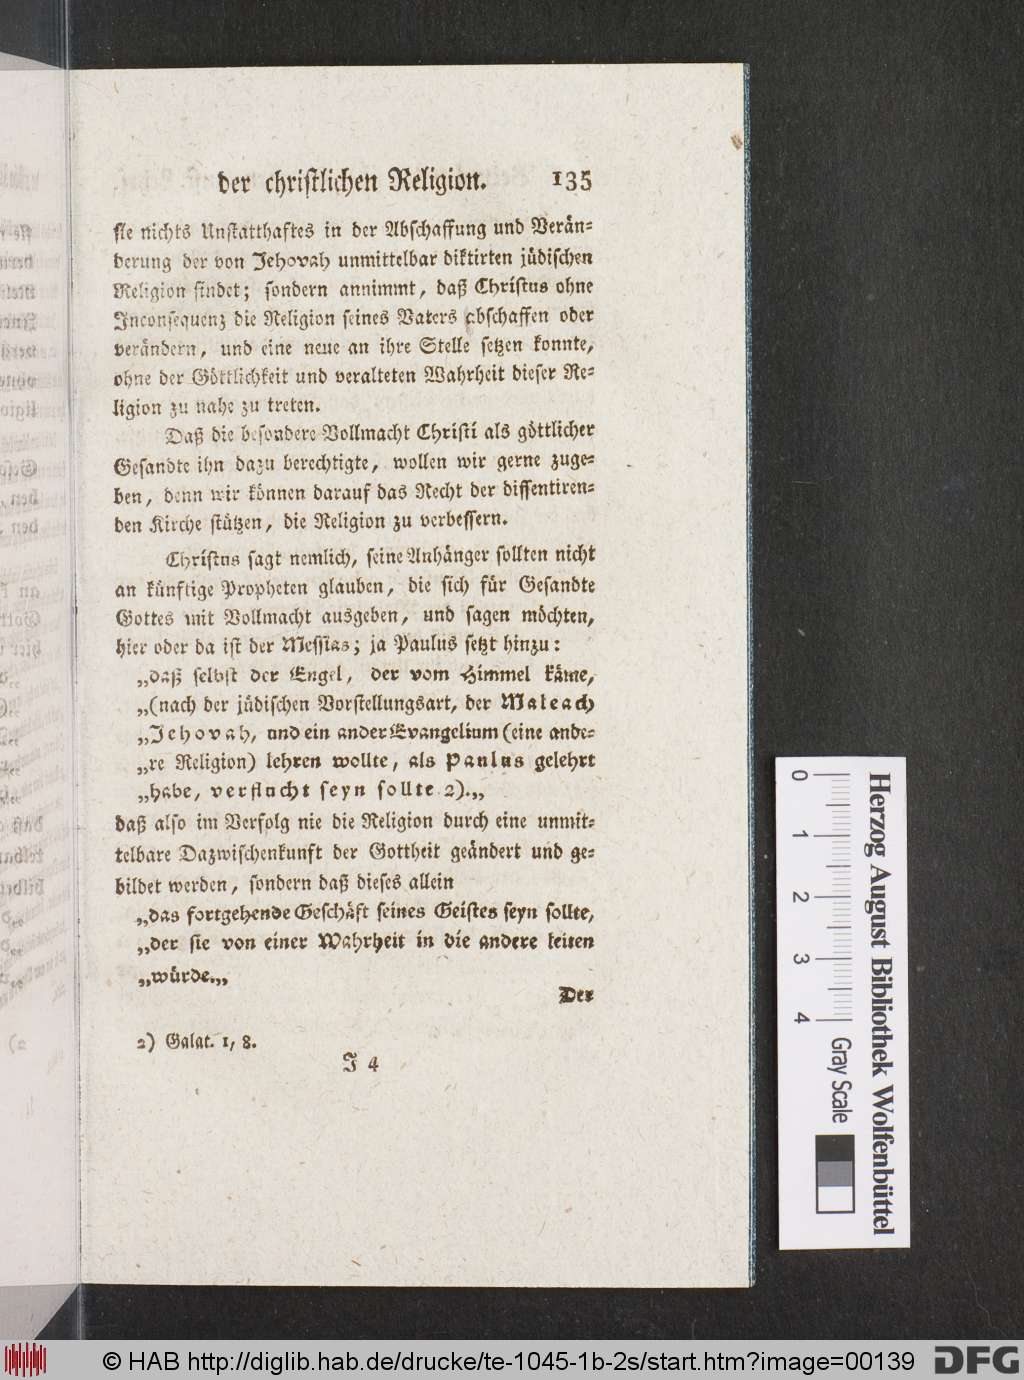 der christlichen Religion. 135
sie nichts Unstatthaftes in der Abschaffung und Verän-
derung der von Jehovah unmittelbar diktirten jüdischen
Religion findet; sondern annimmt, daß Christus ohne
Inconsequenz die Religion seines Vaters abschaffen oder
verändern, und eine neue an ihre Stelle setzen konnte,
ohne der Göttlichkeit und veralteten Wahrheit dieser Re-
ligion zu nahe zu treten.
Daß die besondere Vollmacht Christi als göttlicher
Gesandte ihn dazu berechtigte, wollen wir gerne zuge-
ben, denn wir können darauf das Recht der dissentiren-
den Kirche stützen, die Religion zu verbessern.
Christus sagt nemlich, seine Anhänger sollten nicht
an künftige Propheten glauben, die sich für Gesandte
Gottes mit Vollmacht ausgeben, und sagen möchten,
hier oder da ist der Messias; ja Paulus setzt hinzu:
„daß selbst der Engel, der vom Himmel käme,
„(nach der jüdischen Vorstellungsart, der Maleach
„Jehovah, und ein ander Evangelium (eine ande-
„re Religion) lehren wollte, als Paulus gelehrt
„habe, verflucht seyn sollte 2).„
daß also im Verfolg nie die Religion durch eine unmit-
telbare Dazwischenkunft der Gottheit geändert und ge-
bildet werden, sondern daß dieses allein
„das fortgehende Geschäft seines Geistes seyn sollte,
„der sie von einer Wahrheit in die andere leiten
„würde.„
Der
2) Galat. 1, 8.
J 4
0 1 2 3 4 Gray Scale
Herzog August Bibliothek Wolfenbüttel
© HAB http://diglib.hab.de/drucke/te-1045-1b-2s/start.htm?image=00139
DFG